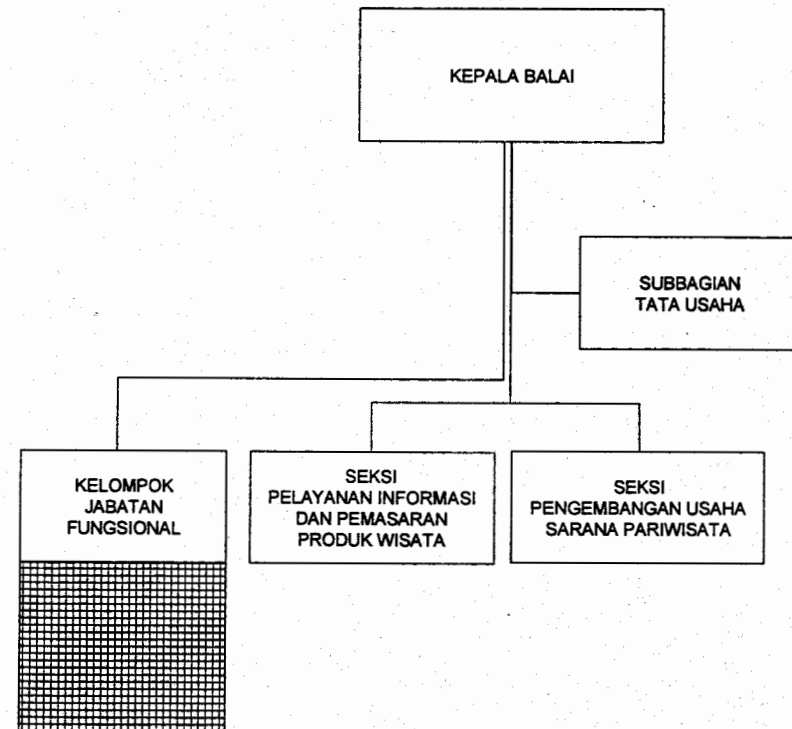 KEPALA BALAI
SUBBAGIAN
TATA USAHA
KELOMPOK
JABATAN
FUNGSIONAL
SEKSI
PELAYANAN INFORMASI
DAN PEMASARAN
PRODUK WISATA
SEKSI
PENGEMBANGAN USAHA
SARANA PARIWISATA